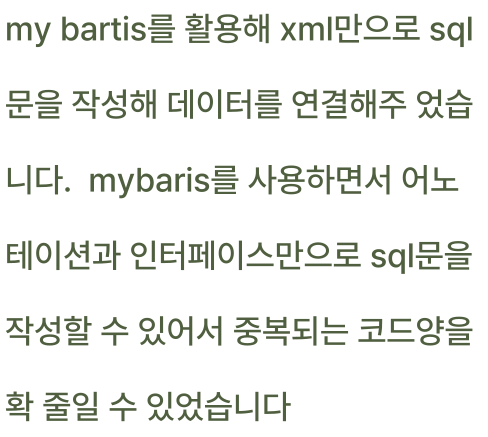 my bartis를 활용해 xml만으로 sql
문을 작성해 데이터를 연결해주 었습
니다.  mybaris를 사용하면서 어노
테이션과 인터페이스만으로 sql문을
작성할 수 있어서 중복되는 코드양을
확 줄일 수 있었습니다